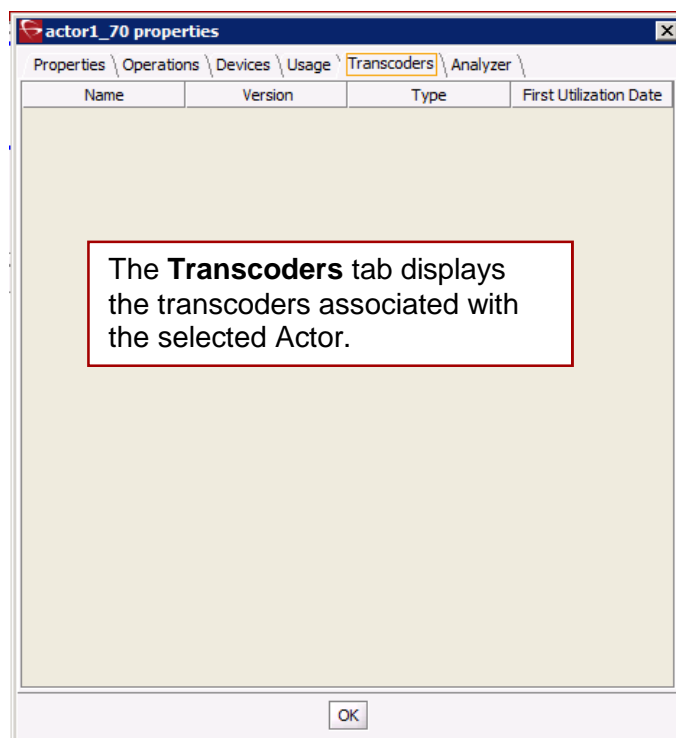 actor1_70 properties
Properties Operations Devices Usage Transcoders Analyzer
Name Version Type First Utilization Date
The Transcoders tab displays
the transcoders associated with
the selected Actor.
OK